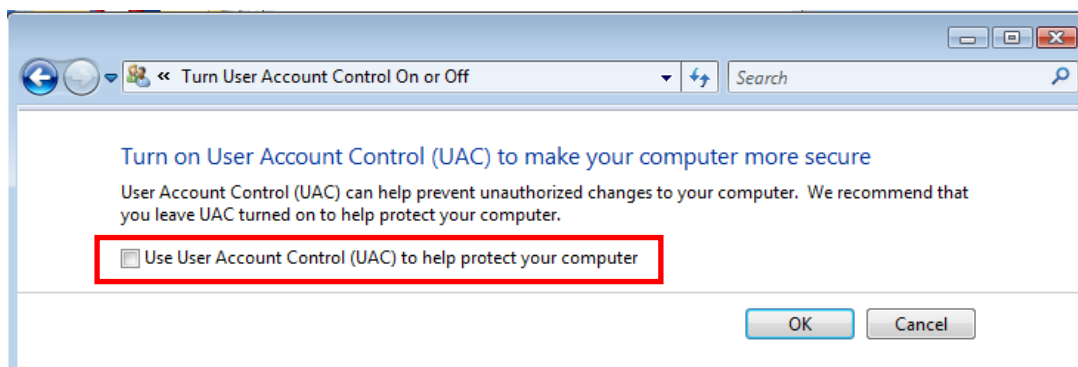 « Turn User Account Control On or Off
Search
Turn on User Account Control (UAC) to make your computer more secure
User Account Control (UAC) can help prevent unauthorized changes to your computer. We recommend that
you leave UAC turned on to help protect your computer.
Use User Account Control (UAC) to help protect your computer
OK Cancel